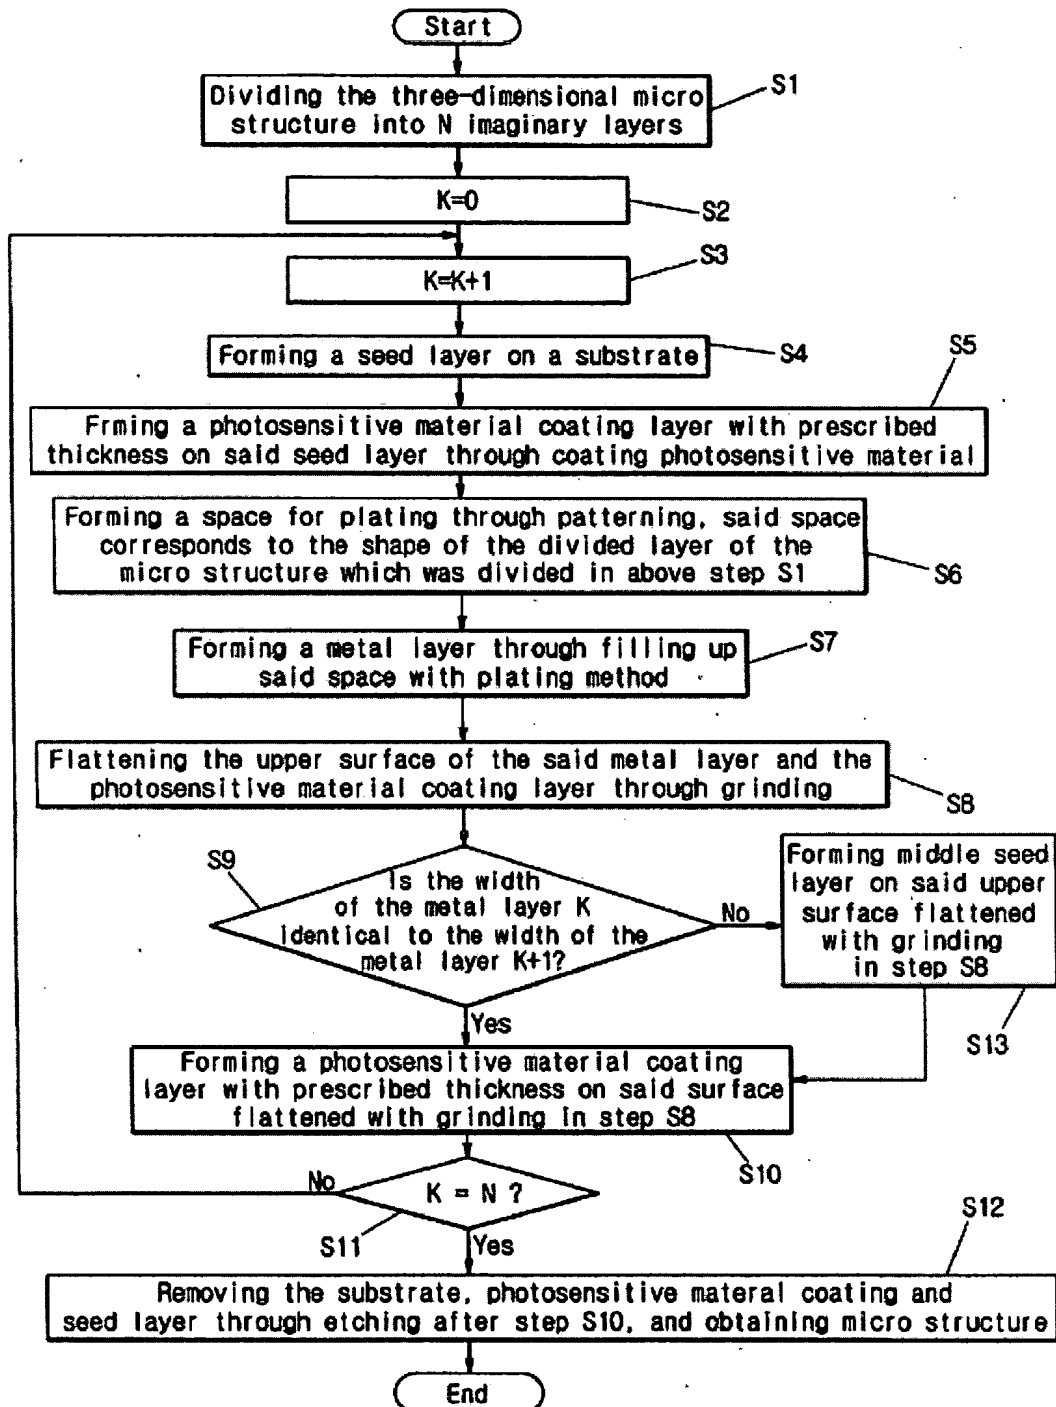 Start
Dividing the three-dimensional micro
structure into N imaginary layers
S1
K=0
S2
K=K+1
S3
Forming a seed layer on a substrate
S4
Frming a photosensitive material coating layer with prescribed
thickness on said seed layer through coating photosensitive material
S5
Forming a space for plating through patterning, said space
corresponds to the shape of the divided layer of the
micro structure which was divided in above step S1
S6
Forming a metal layer through filling up
said space with plating method
S7
Flattening the upper surface of the said metal layer and the
photosensitive material coating layer through grinding
S8
S9
Is the width
of the metal layer K
identical to the width of the
metal layer K+1?
No
Forming middle seed
layer on said upper
surface flattened
with grinding
in step S8
S13
Yes
Forming a photosensitive material coating
layer with prescribed thickness on said surface
flattened with grinding in step S8
S10
No
K = N ?
S11
Yes
S12
Removing the substrate, photosensitive materal coating and
seed layer through etching after step S10, and obtaining micro structure
End